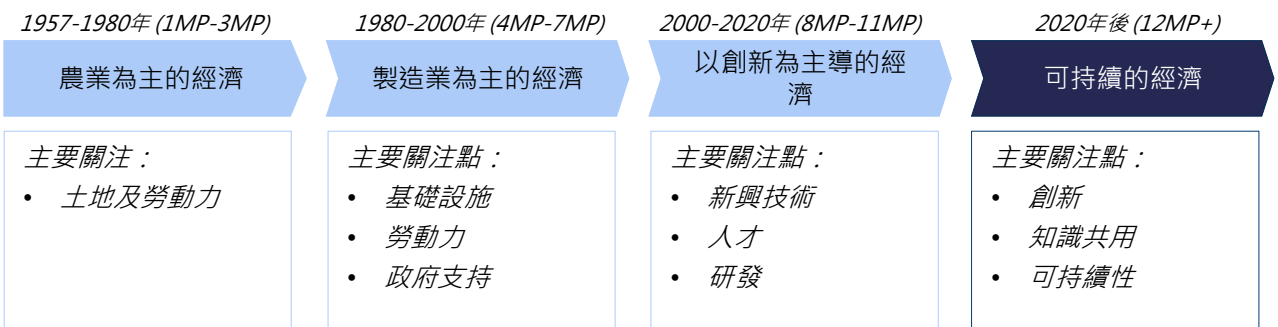 1957-1980年 (1MP-3MP)
農業為主的經濟
主要關注：
• 土地及勞動力
1980-2000年 (4MP-7MP)
製造業為主的經濟
主要關注點：
• 基礎設施
• 勞動力
• 政府支持
2000-2020年 (8MP-11MP)
以創新為主導的經
濟
主要關注點：
• 新興技術
• 人才
• 研發
2020年後 (12MP+)
可持續的經濟
主要關注點：
• 創新
• 知識共用
• 可持續性